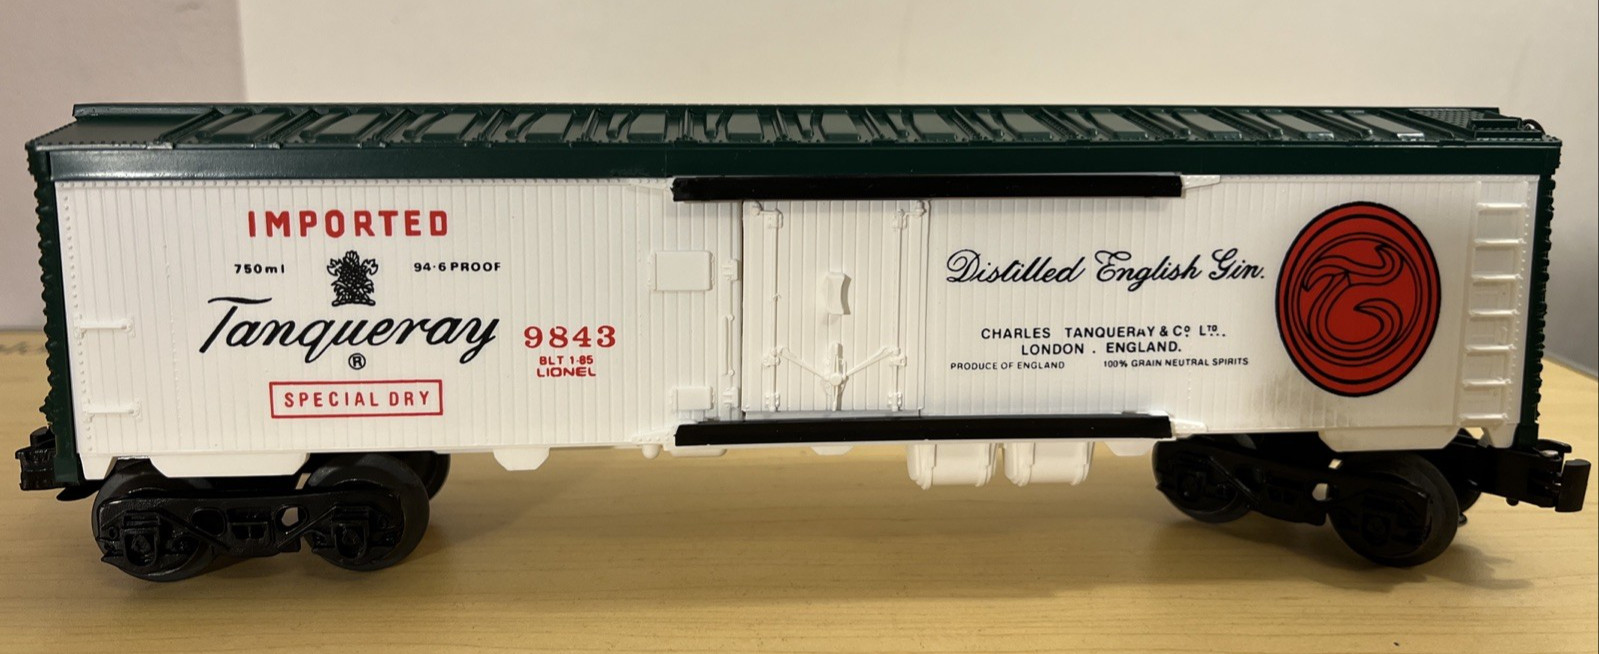 IMPORTED
750ml 94·6 PROOF
Tanqueray
®
SPECIAL DRY
9843
BLT 1-85
LIONEL
Distilled English Gin.
CHARLES TANQUERAY & Cº Lᵀᴰ..
LONDON . ENGLAND.
PRODUCE OF ENGLAND 100% GRAIN NEUTRAL SPIRITS